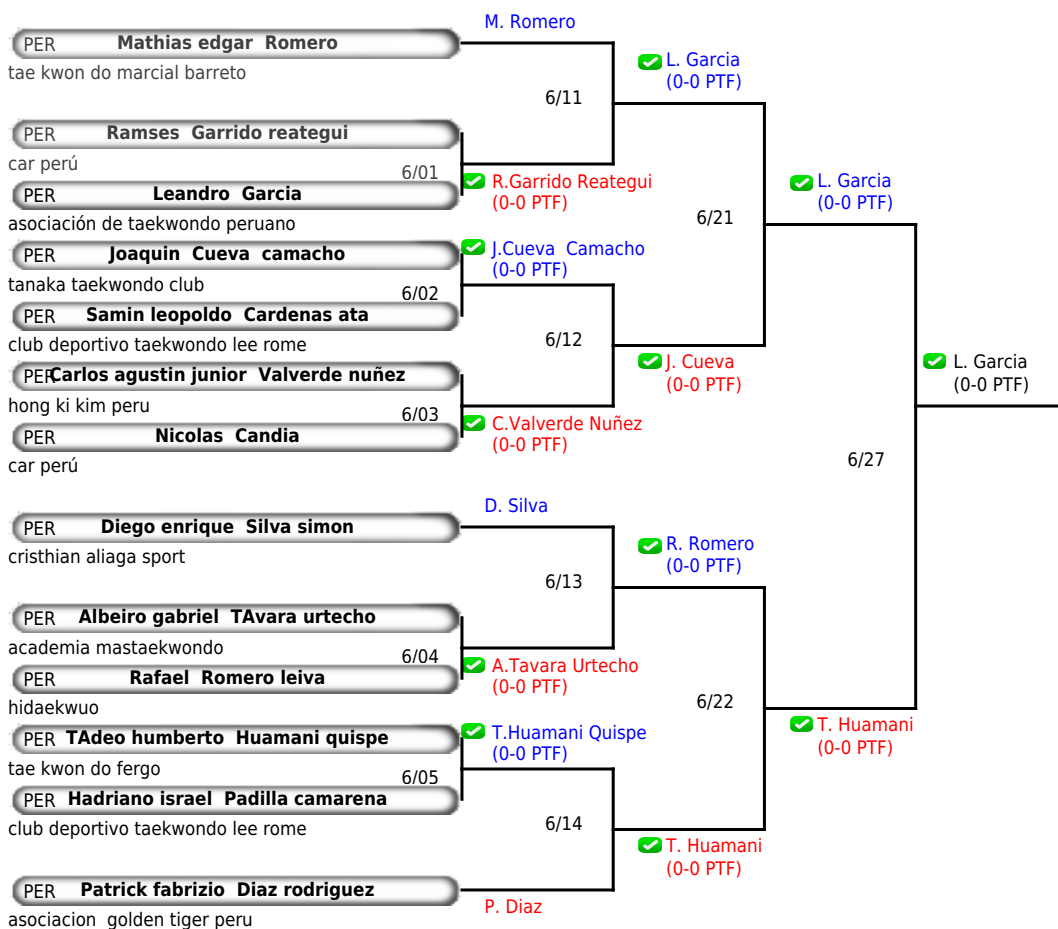 M. Romero
PER Mathias edgar Romero
tae kwon do marcial barreto
L. Garcia
(0-0 PTF)
6/11
PER Ramses Garrido reategui
car perú
6/01
R.Garrido Reategui
(0-0 PTF)
PER Leandro Garcia
asociación de taekwondo peruano
L. Garcia
(0-0 PTF)
6/21
PER Joaquin Cueva camacho
tanaka taekwondo club
J.Cueva Camacho
(0-0 PTF)
6/02
PER Samin leopoldo Cardenas ata
club deportivo taekwondo lee rome
6/12
J. Cueva
(0-0 PTF)
L. Garcia
(0-0 PTF)
PER Carlos agustin junior Valverde nuñez
hong ki kim peru
6/03
C.Valverde Nuñez
(0-0 PTF)
PER Nicolas Candia
car perú
6/27
D. Silva
PER Diego enrique Silva simon
cristhian aliaga sport
R. Romero
(0-0 PTF)
6/13
PER Albeiro gabriel TAvara urtecho
academia mastaekwondo
6/04
A.Tavara Urtecho
(0-0 PTF)
PER Rafael Romero leiva
hidaekwuo
6/22
T. Huamani
(0-0 PTF)
PER TAdeo humberto Huamani quispe
tae kwon do fergo
T.Huamani Quispe
(0-0 PTF)
6/05
PER Hadriano israel Padilla camarena
club deportivo taekwondo lee rome
6/14
T. Huamani
(0-0 PTF)
PER Patrick fabrizio Diaz rodriguez
asociacion golden tiger peru
P. Diaz